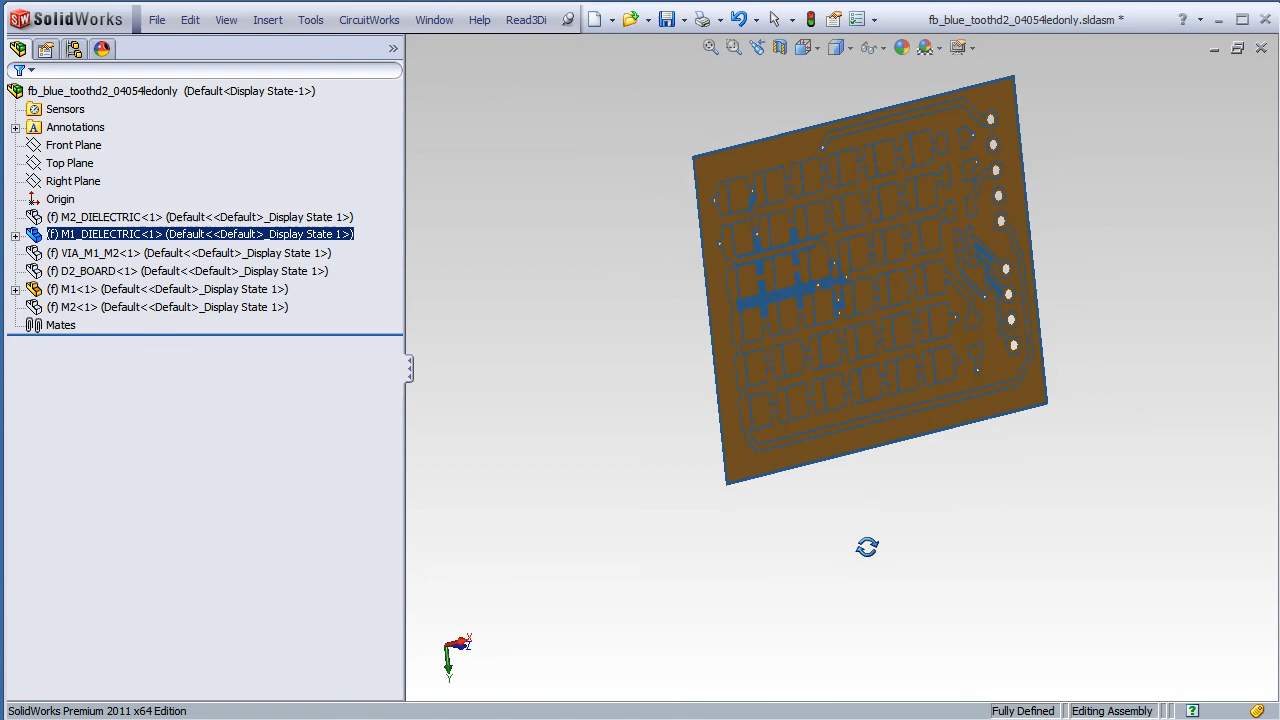 SolidWorks File Edit View Insert Tools CircuitWorks Window Help Read3Di fb_blue_toothd2_04054ledonly.sldasm * ?
fb_blue_toothd2_04054ledonly (Default<Display State-1>)
Sensors
A Annotations
Front Plane
Top Plane
Right Plane
Origin
(f) M2_DIELECTRIC<1> (Default<<Default>_Display State 1>)
(f) M1_DIELECTRIC<1> (Default<<Default>_Display State 1>)
(f) VIA_M1_M2<1> (Default<<Default>_Display State 1>)
(f) D2_BOARD<1> (Default<<Default>_Display State 1>)
(f) M1<1> (Default<<Default>_Display State 1>)
(f) M2<1> (Default<<Default>_Display State 1>)
Mates
X
Z
Y
SolidWorks Premium 2011 x64 Edition Fully Defined Editing Assembly ?